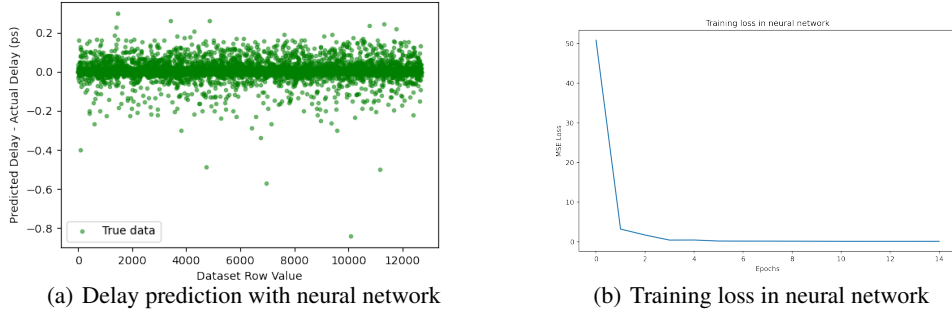 0.2
0.0
−0.2
−0.4
−0.6
−0.8
Predicted Delay - Actual Delay (ps)
True data
0 2000 4000 6000 8000 10000 12000
Dataset Row Value
(a) Delay prediction with neural network
Training loss in neural network
50
40
30
20
10
0
MSE Loss
0 2 4 6 8 10 12 14
Epochs
(b) Training loss in neural network